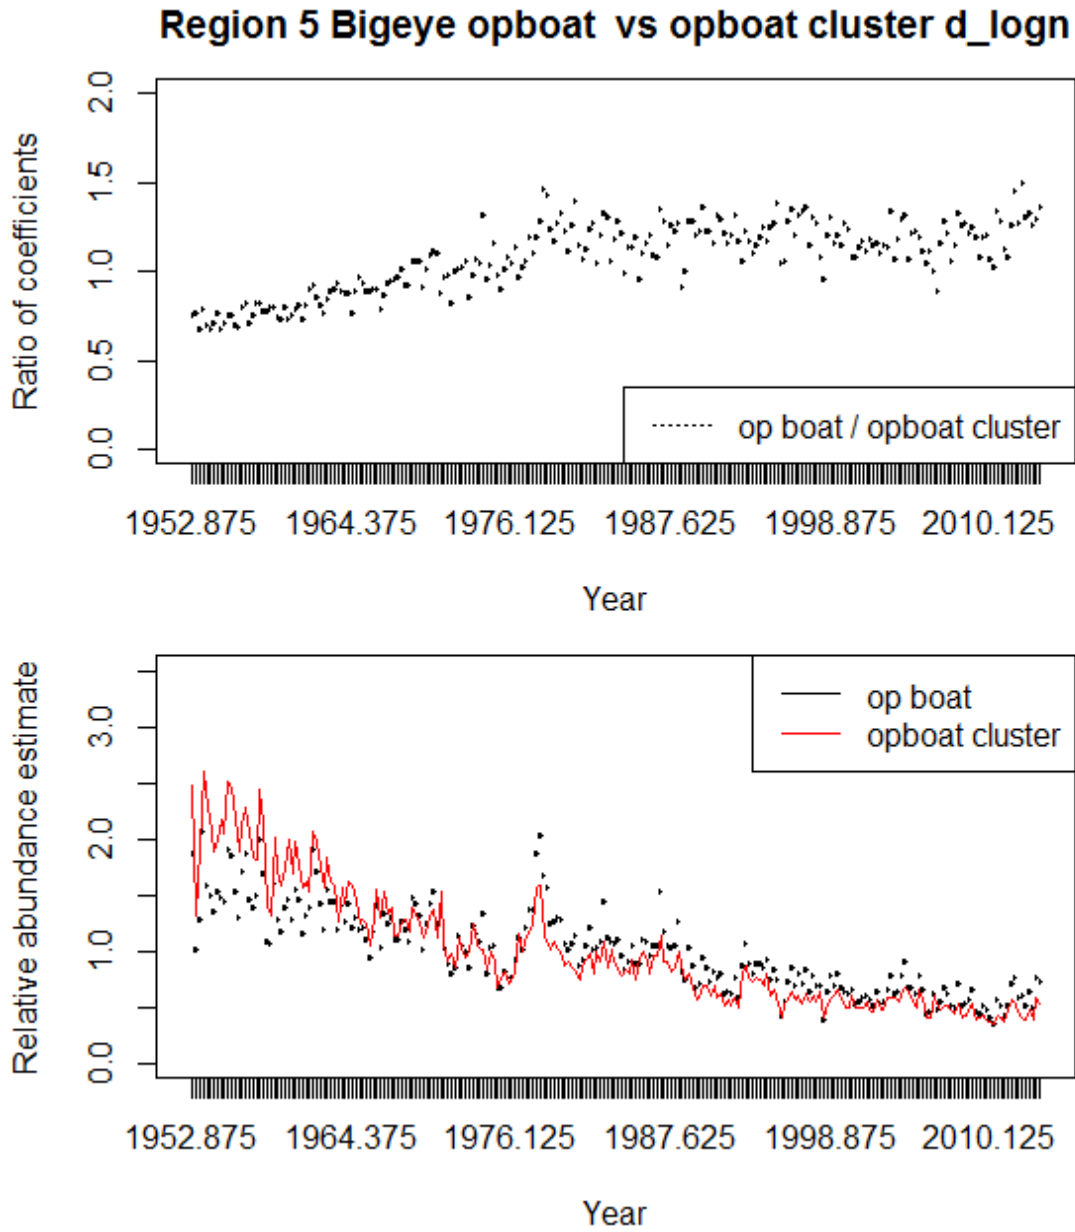 Region 5 Bigeye opboat  vs opboat cluster d_logn
Ratio of coefficients
2.0
1.5
1.0
0.5
0.0
op boat / opboat cluster
1952.875 1964.375 1976.125 1987.625 1998.875 2010.125
Year
Relative abundance estimate
3.0
2.0
1.0
0.0
op boat
opboat cluster
1952.875 1964.375 1976.125 1987.625 1998.875 2010.125
Year